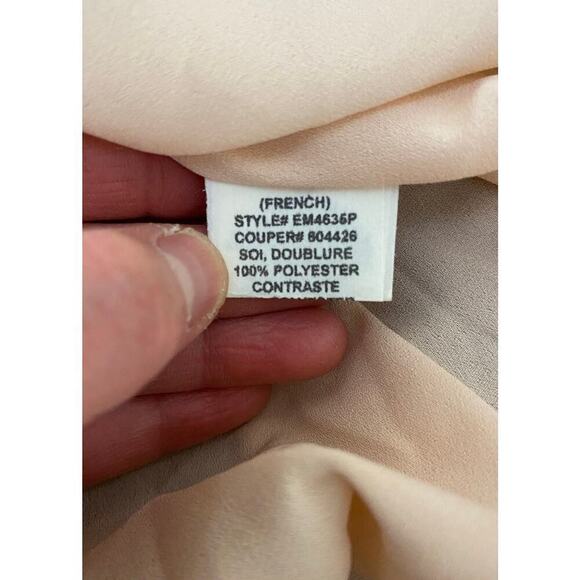 (FRENCH)
STYLE# EM4635P
COUPER# 604426
SOI, DOUBLURE
100% POLYESTER
CONTRASTE